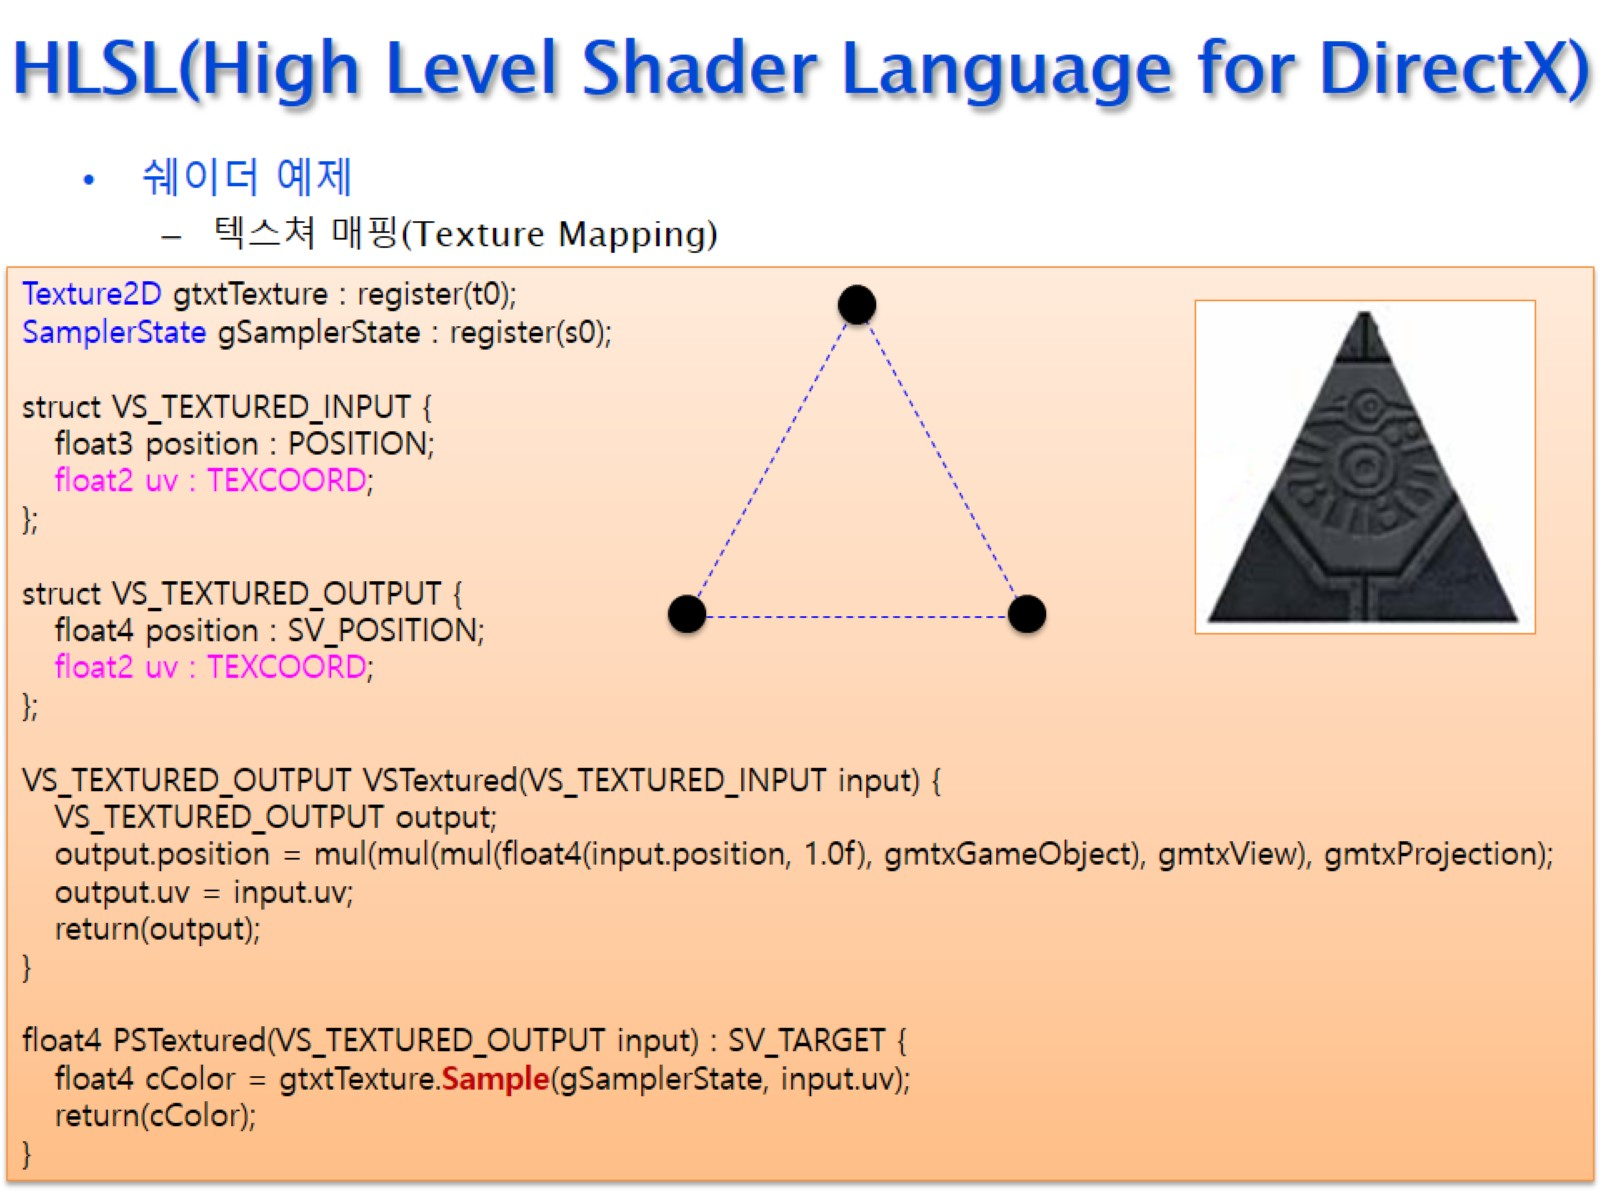 HLSL(High Level Shader Language for DirectX)
• 쉐이더 예제
– 텍스쳐 매핑(Texture Mapping)
Texture2D gtxtTexture : register(t0);
SamplerState gSamplerState : register(s0);
struct VS_TEXTURED_INPUT {
float3 position : POSITION;
float2 uv : TEXCOORD;
};
struct VS_TEXTURED_OUTPUT {
float4 position : SV_POSITION;
float2 uv : TEXCOORD;
};
VS_TEXTURED_OUTPUT VSTextured(VS_TEXTURED_INPUT input) {
VS_TEXTURED_OUTPUT output;
output.position = mul(mul(mul(float4(input.position, 1.0f), gmtxGameObject), gmtxView), gmtxProjection);
output.uv = input.uv;
return(output);
}
float4 PSTextured(VS_TEXTURED_OUTPUT input) : SV_TARGET {
float4 cColor = gtxtTexture.Sample(gSamplerState, input.uv);
return(cColor);
}